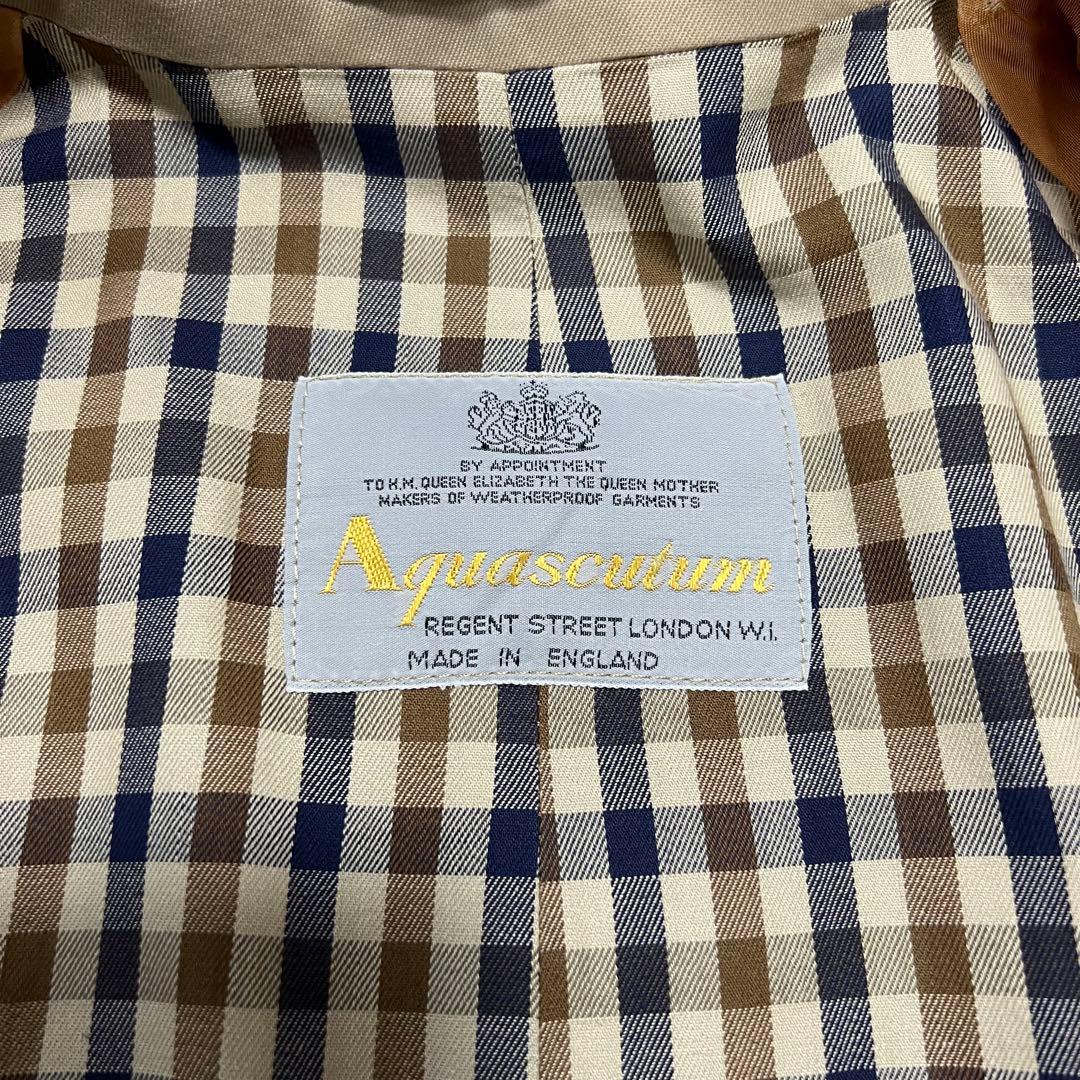 BY APPOINTMENT
TO H.M. QUEEN ELIZABETH THE QUEEN MOTHER
MAKERS OF WEATHERPROOF GARMENTS
Aquascutum
REGENT STREET LONDON W.1.
MADE IN ENGLAND